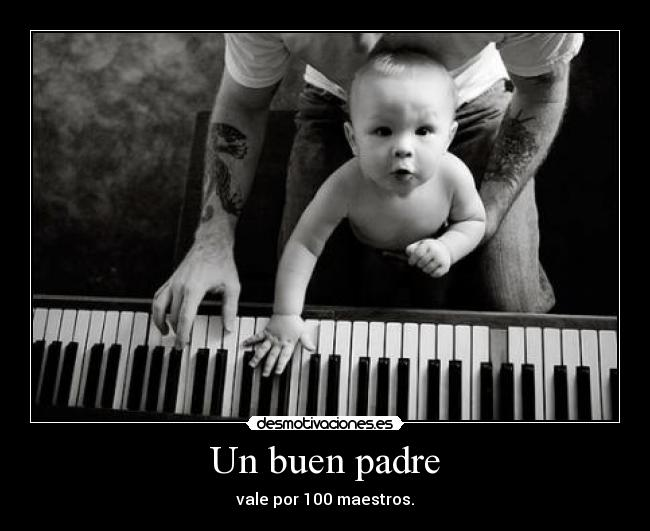 desmotivaciones.es
Un buen padre
vale por 100 maestros.